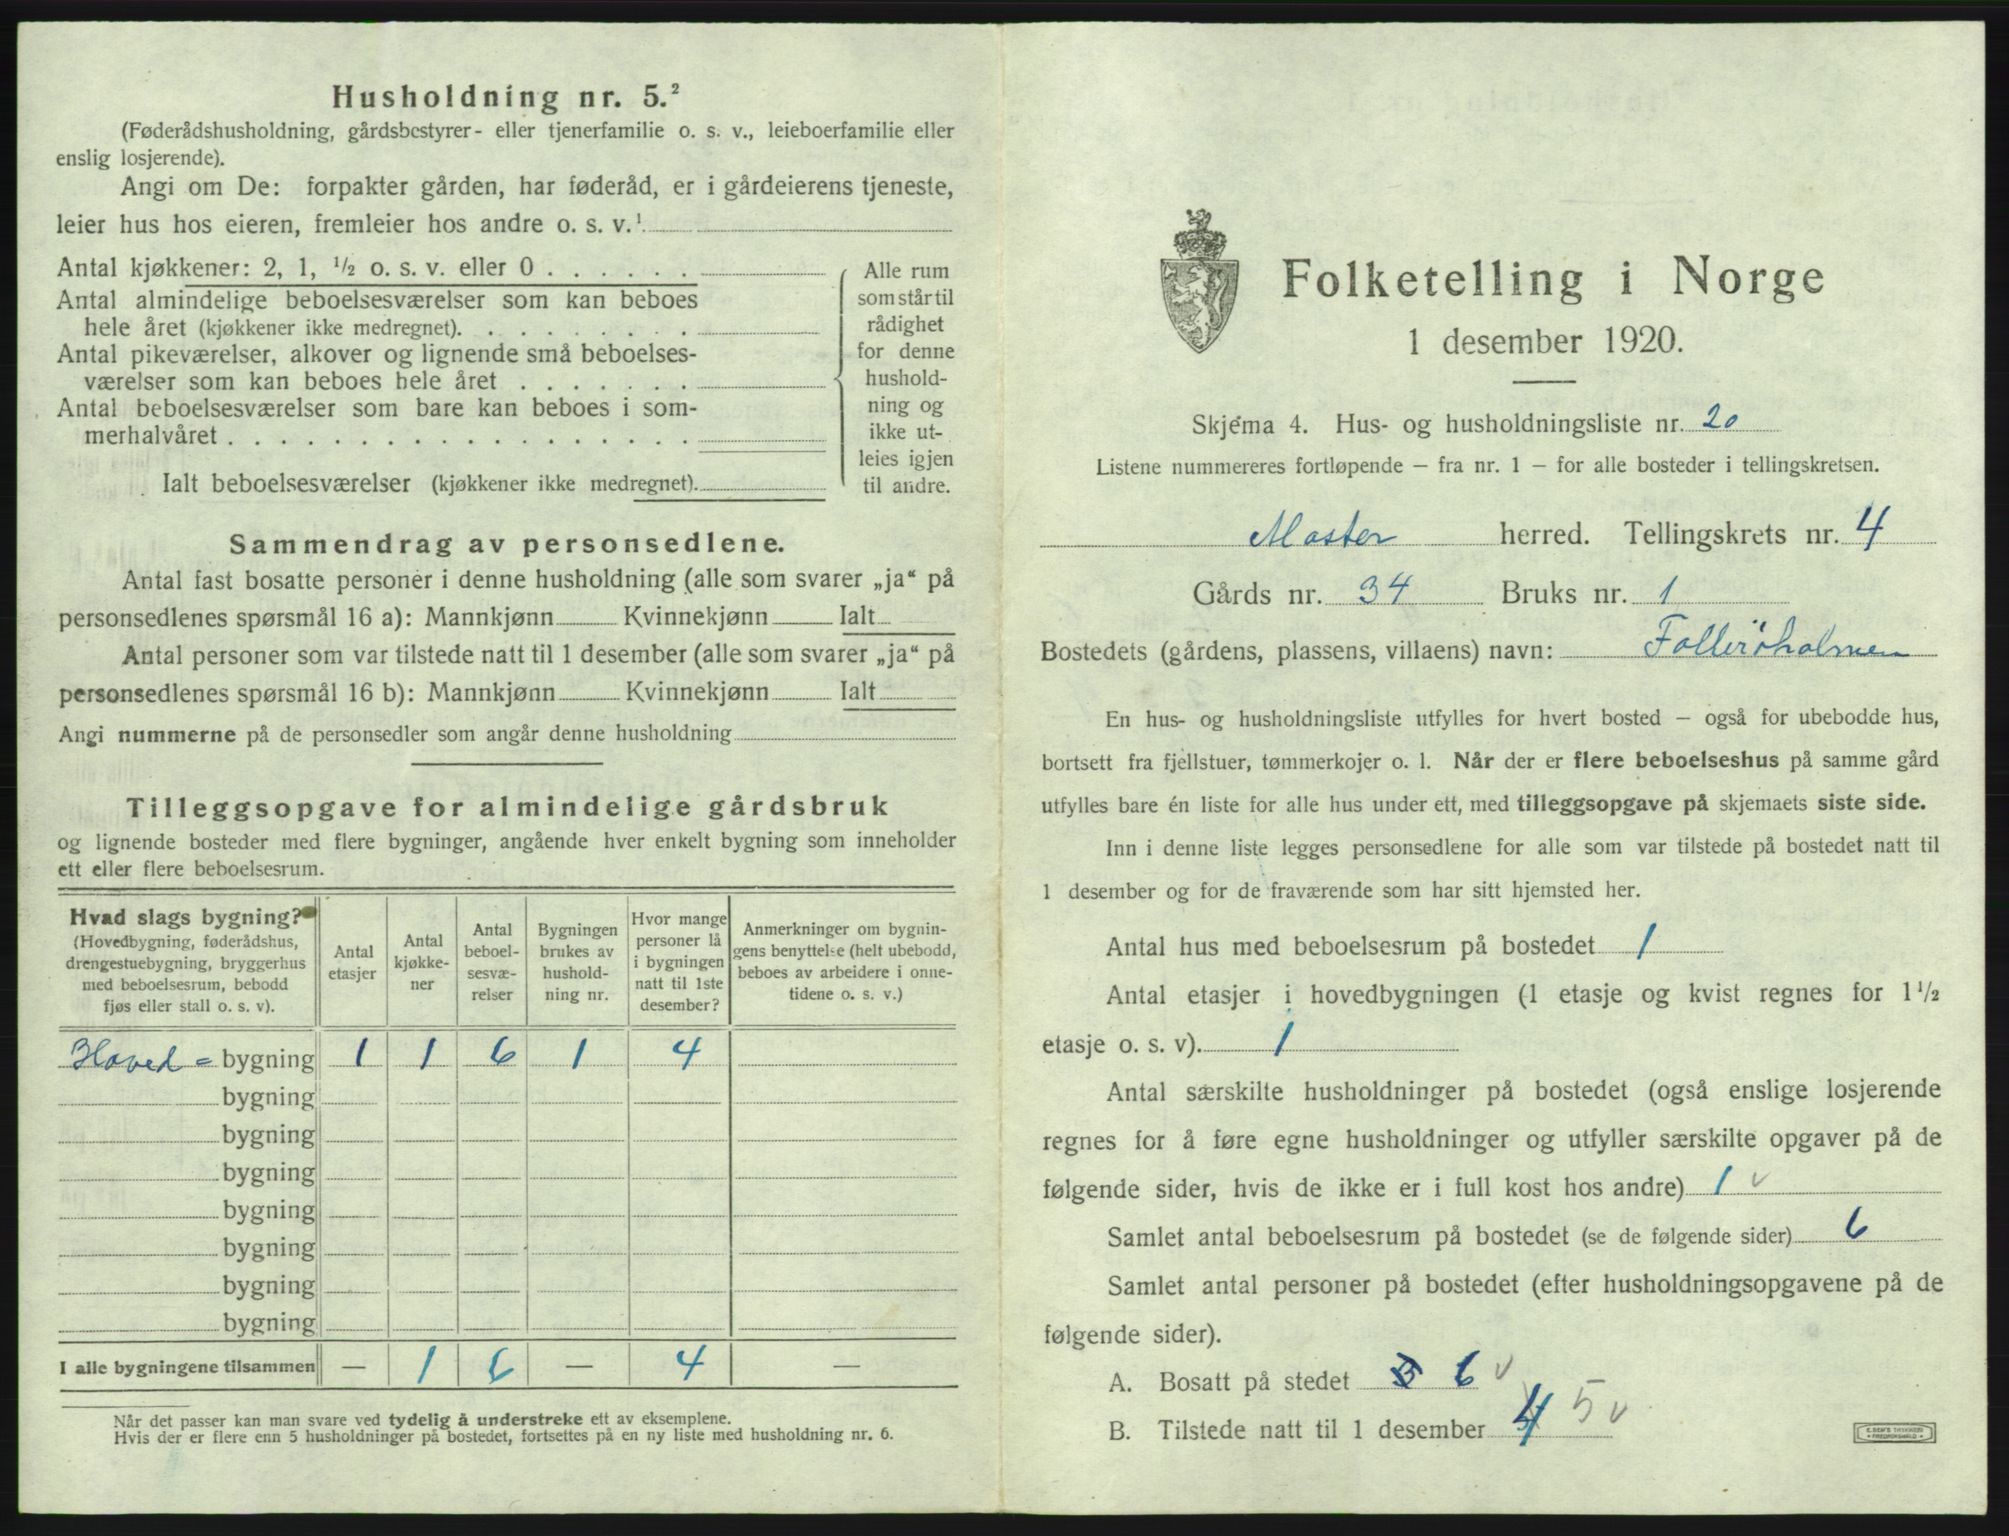 Husholdning nr. 5.²
(Føderådshusholdning, gårdsbestyrer- eller tjenerfamilie o. s. v., leieboerfamilie eller
enslig losjerende).
Angi om De: forpakter gården, har føderåd, er i gårdeierens tjeneste,
leier hus hos eieren, fremleier hos andre o. s. v.¹
Antal kjøkkener: 2, 1, ½ o. s. v. eller 0 . . . . . .
Antal almindelige beboelsesværelser som kan beboes
hele året (kjøkkener ikke medregnet). . . . . . . . .
Antal pikeværelser, alkover og lignende små beboelses-
værelser som kan beboes hele året . . . . . . .
Antal beboelsesværelser som bare kan beboes i som-
merhalvåret . . . . . . . . . . . . . . . . . .
Ialt beboelsesværelser (kjøkkener ikke medregnet).
Alle rum
som står til
rådighet
for denne
hushold-
ning og
ikke ut-
leies igjen
til andre.
Sammendrag av personsedlene.
Antal fast bosatte personer i denne husholdning (alle som svarer „ja“ på
personsedlenes spørsmål 16 a): Mannkjønn Kvinnekjønn Ialt
Antal personer som var tilstede natt til 1 desember (alle som svarer „ja“ på
personsedlenes spørsmål 16 b): Mannkjønn Kvinnekjønn Ialt
Angi nummerne på de personsedler som angår denne husholdning
Tilleggsopgave for almindelige gårdsbruk
og lignende bosteder med flere bygninger, angående hver enkelt bygning som inneholder
ett eller flere beboelsesrum.
Hvad slags bygning?
(Hovedbygning, føderådshus,
drengestuebygning, bryggerhus
med beboelsesrum, bebodd
fjøs eller stall o. s. v).
Antal
etasjer
Antal
kjøkke-
ner
Antal
beboel-
sesvæ-
relser
Bygningen
brukes av
hushold-
ning nr.
Hvor mange
personer lå
i bygningen
natt til 1ste
desember?
Anmerkninger om bygnin-
gens benyttelse (helt ubebodd,
beboes av arbeidere i onne-
tidene o. s. v.)
Hoved = bygning 1 1 6 1 4
bygning
bygning
bygning
bygning
bygning
bygning
bygning
I alle bygningene tilsammen — 1 6 — 4 —
Når det passer kan man svare ved tydelig å understreke ett av eksemplene.
Hvis der er flere enn 5 husholdninger på bostedet, fortsettes på en ny liste med husholdning nr. 6.
Folketelling i Norge
1 desember 1920.
Skjema 4. Hus- og husholdningsliste nr. 20
Listene nummereres fortløpende — fra nr. 1 — for alle bosteder i tellingskretsen.
Moster herred. Tellingskrets nr. 4
Gårds nr. 34 Bruks nr. 1
Bostedets (gårdens, plassens, villaens) navn: Folleröholmen
En hus- og husholdningsliste utfylles for hvert bosted — også for ubebodde hus,
bortsett fra fjellstuer, tømmerkojer o. l. Når der er flere beboelseshus på samme gård
utfylles bare én liste for alle hus under ett, med tilleggsopgave på skjemaets siste side.
Inn i denne liste legges personsedlene for alle som var tilstede på bostedet natt til
1 desember og for de fraværende som har sitt hjemsted her.
Antal hus med beboelsesrum på bostedet 1
Antal etasjer i hovedbygningen (1 etasje og kvist regnes for 1½
etasje o. s. v). 1
Antal særskilte husholdninger på bostedet (også enslige losjerende
regnes for å føre egne husholdninger og utfyller særskilte opgaver på de
følgende sider, hvis de ikke er i full kost hos andre) 1 v
Samlet antal beboelsesrum på bostedet (se de følgende sider) 6
Samlet antal personer på bostedet (efter husholdningsopgavene på de
følgende sider).
A. Bosatt på stedet 6 v
B. Tilstede natt til 1 desember 4 5 v